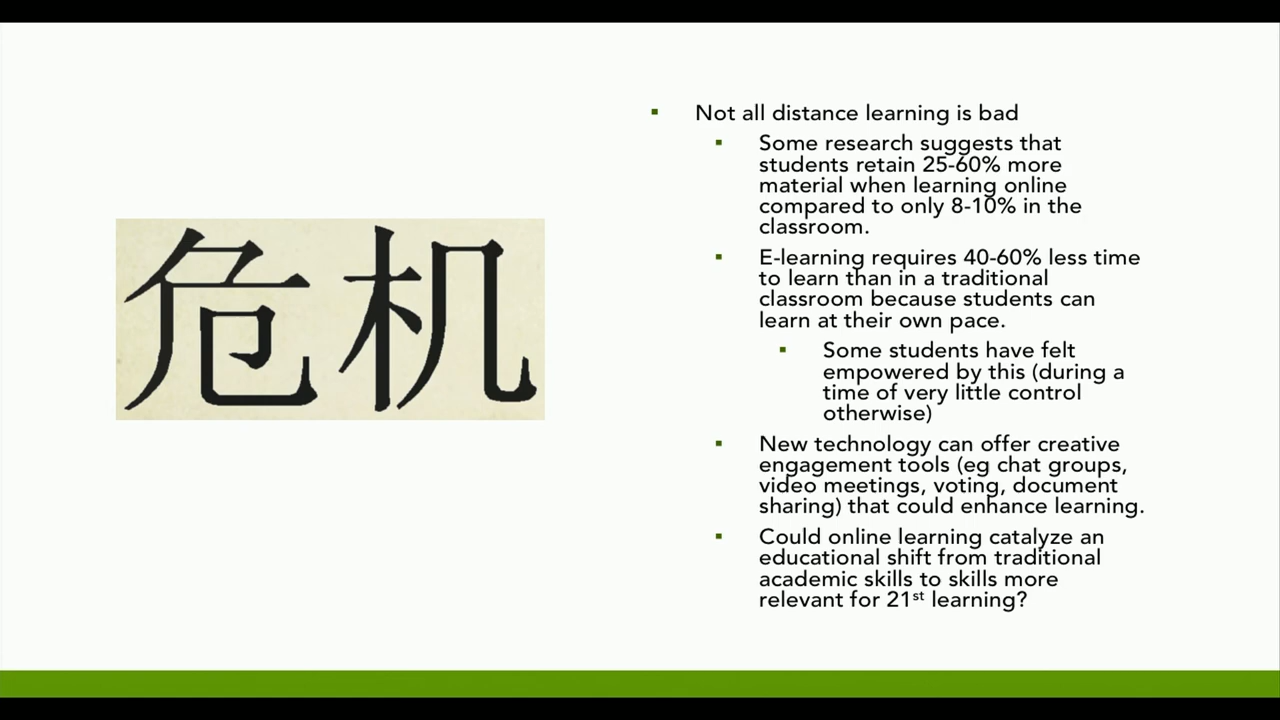 危机
Not all distance learning is bad
Some research suggests that
students retain 25-60% more
material when learning online
compared to only 8-10% in the
classroom.
E-learning requires 40-60% less time
to learn than in a traditional
classroom because students can
learn at their own pace.
Some students have felt
empowered by this (during a
time of very little control
otherwise)
New technology can offer creative
engagement tools (eg chat groups,
video meetings, voting, document
sharing) that could enhance learning.
Could online learning catalyze an
educational shift from traditional
academic skills to skills more
relevant for 21st learning?